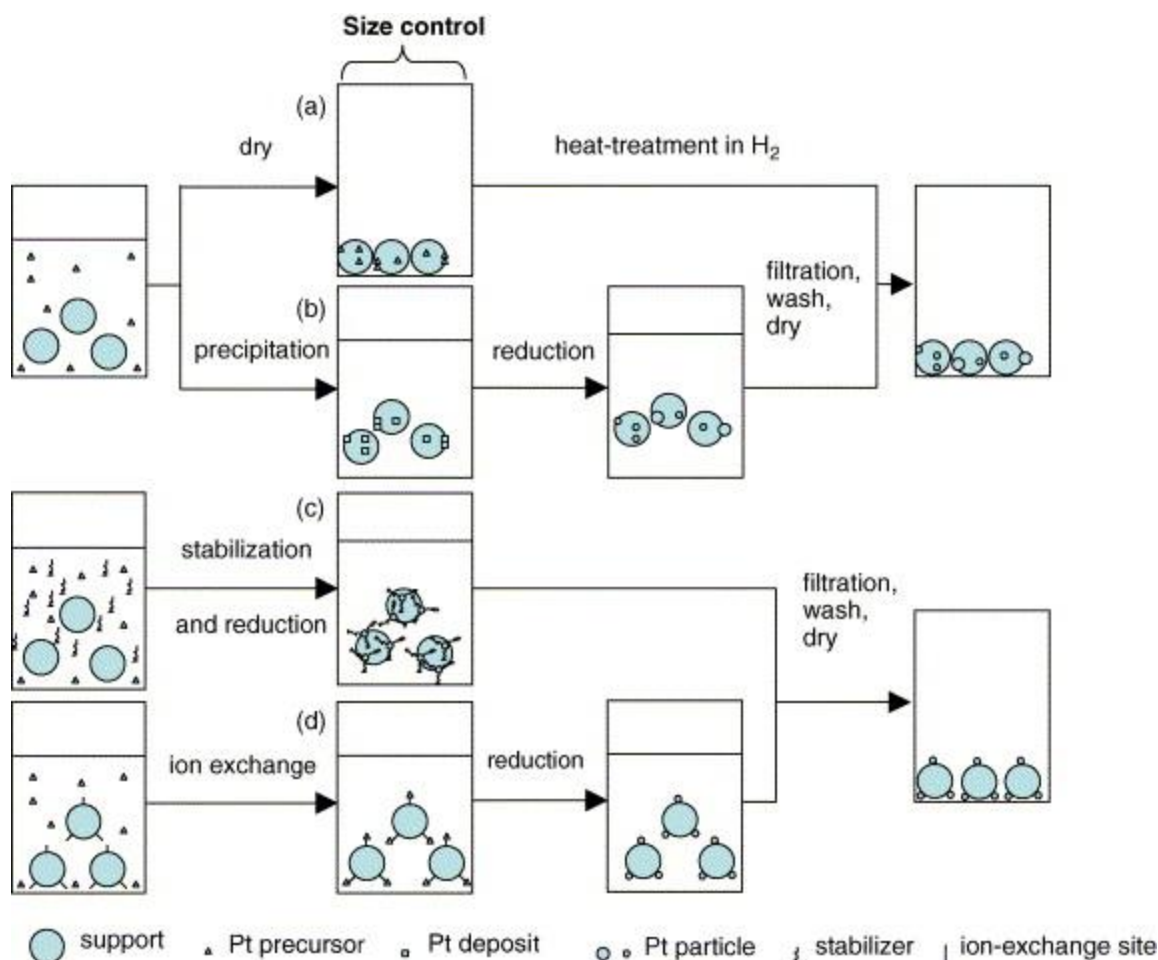 Size control
(a)
dry
heat-treatment in H₂
(b)
precipitation
reduction
filtration,
wash,
dry
(c)
stabilization
and reduction
filtration,
wash,
dry
(d)
ion exchange
reduction
support
Pt precursor
Pt deposit
Pt particle
stabilizer
ion-exchange site